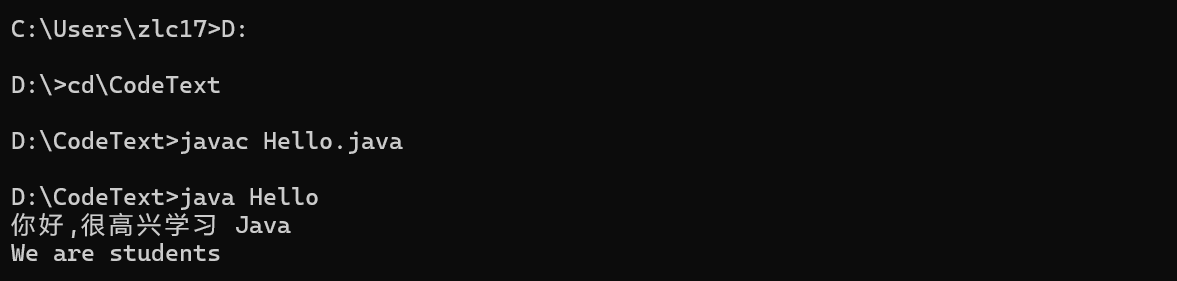 C:\Users\zlc17>D:
D:\>cd\CodeText
D:\CodeText>javac Hello.java
D:\CodeText>java Hello
你好,很高兴学习 Java
We are students